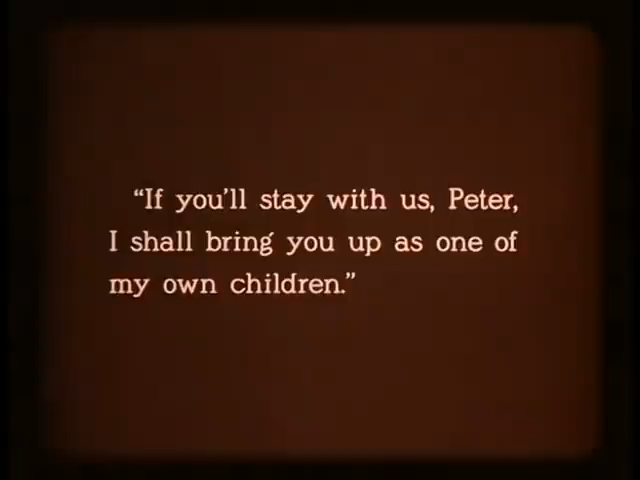 “If you’ll stay with us, Peter,
I shall bring you up as one of
my own children.”